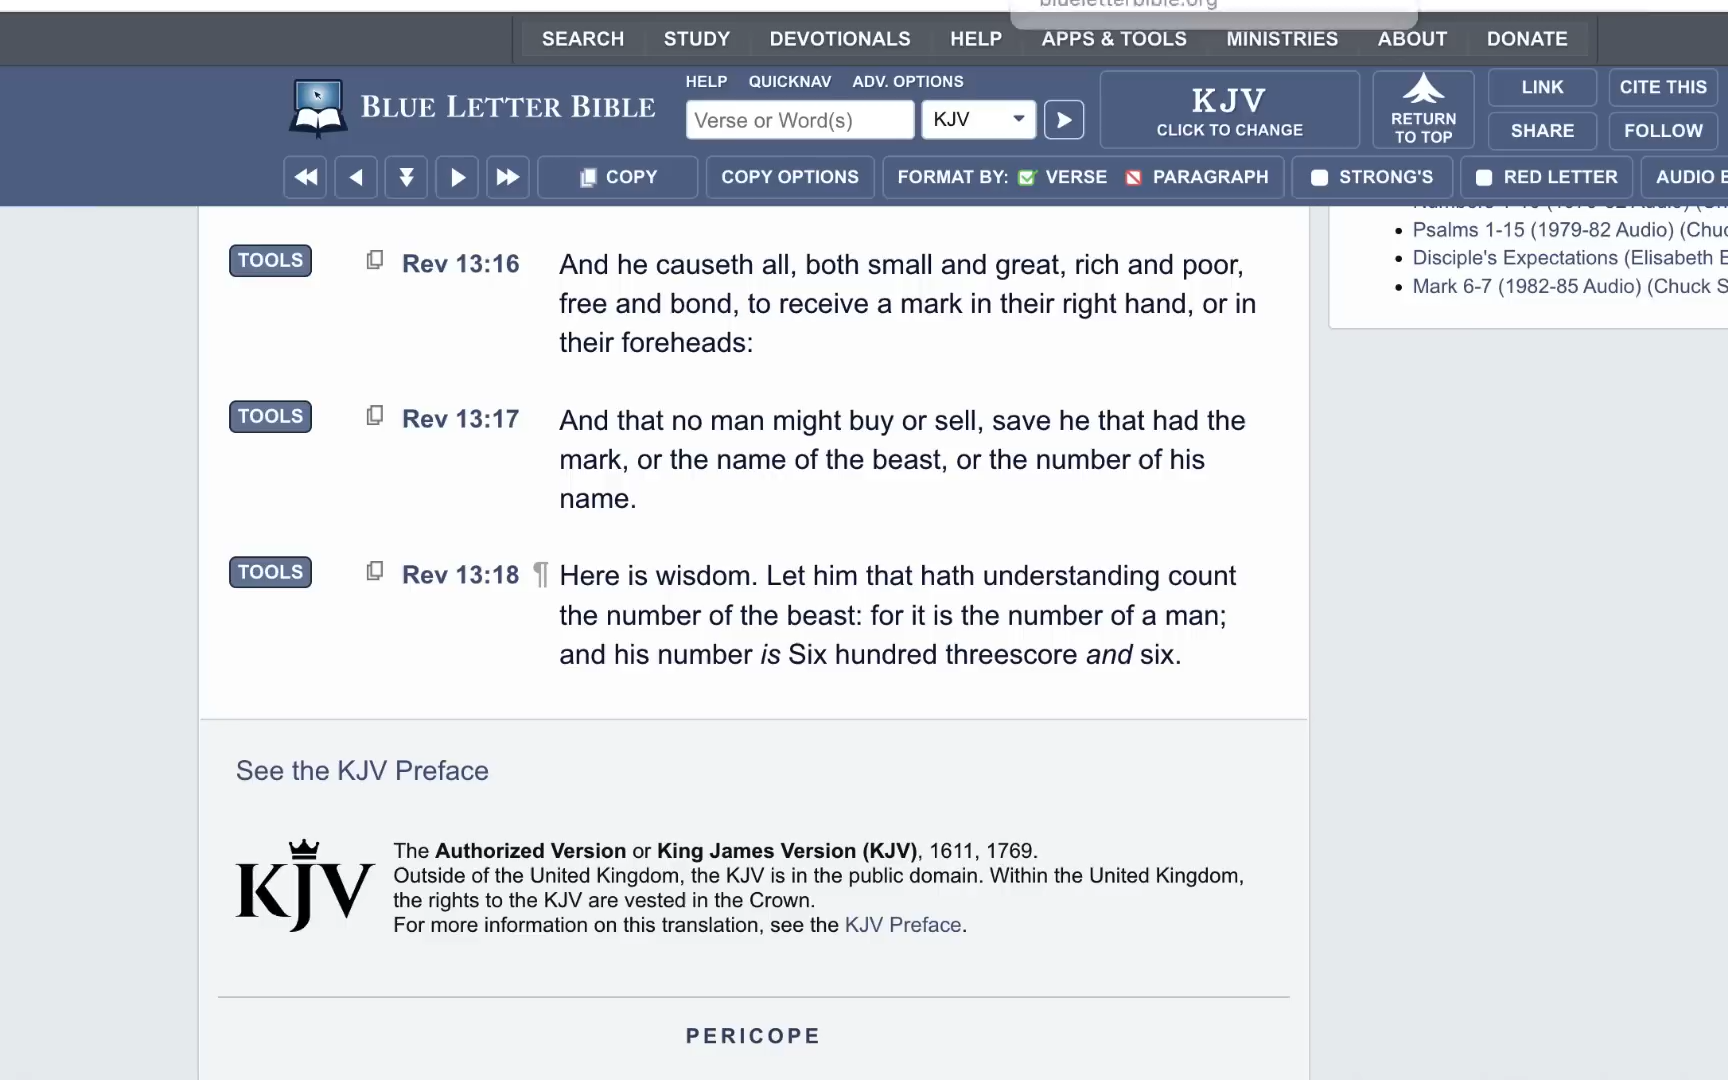 SEARCH STUDY DEVOTIONALS HELP APPS & TOOLS MINISTRIES ABOUT DONATE
BLUE LETTER BIBLE
HELP QUICKNAV ADV. OPTIONS
Verse or Word(s) KJV
KJV
CLICK TO CHANGE
RETURN
TO TOP
LINK CITE THIS
SHARE FOLLOW
COPY COPY OPTIONS FORMAT BY: VERSE PARAGRAPH STRONG'S RED LETTER AUDIO
Psalms 1-15 (1979-82 Audio)
Disciple's Expectations (Elisabeth
Mark 6-7 (1982-85 Audio) (Chuck
TOOLS Rev 13:16 And he causeth all, both small and great, rich and poor,
free and bond, to receive a mark in their right hand, or in
their foreheads:
TOOLS Rev 13:17 And that no man might buy or sell, save he that had the
mark, or the name of the beast, or the number of his
name.
TOOLS Rev 13:18 ¶ Here is wisdom. Let him that hath understanding count
the number of the beast: for it is the number of a man;
and his number is Six hundred threescore and six.
See the KJV Preface
KJV
The Authorized Version or King James Version (KJV), 1611, 1769.
Outside of the United Kingdom, the KJV is in the public domain. Within the United Kingdom,
the rights to the KJV are vested in the Crown.
For more information on this translation, see the KJV Preface.
PERICOPE